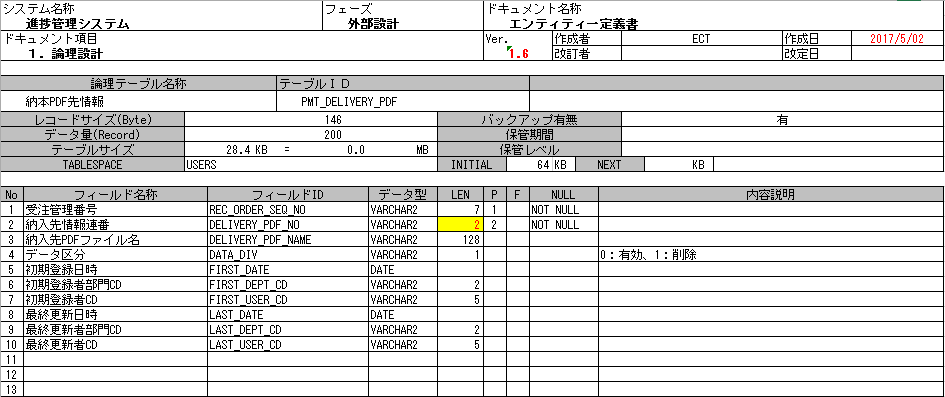 システム名称 フェーズ ドキュメント名称
進捗管理システム 外部設計 エンティティー定義書
ドキュメント項目 Ver. 作成者 ECT 作成日 2017/5/02
1．論理設計 1.6 改訂者 改定日
論理テーブル名称 テーブルＩＤ
納本PDF先情報 PMT_DELIVERY_PDF
レコードサイズ(Byte) 146 バックアップ有無 有
データ量(Record) 200 保管期間
テーブルサイズ 28.4 KB = 0.0 MB 保管レベル
TABLESPACE USERS INITIAL 64 KB NEXT KB
No フィールド名称 フィールドID データ型 LEN P F NULL 内容説明
1 受注管理番号 REC_ORDER_SEQ_NO VARCHAR2 7 1 NOT NULL
2 納入先情報連番 DELIVERY_PDF_NO VARCHAR2 2 2 NOT NULL
3 納入先PDFファイル名 DELIVERY_PDF_NAME VARCHAR2 128
4 データ区分 DATA_DIV VARCHAR2 1 0：有効、1：削除
5 初期登録日時 FIRST_DATE DATE
6 初期登録者部門CD FIRST_DEPT_CD VARCHAR2 2
7 初期登録者CD FIRST_USER_CD VARCHAR2 5
8 最終更新日時 LAST_DATE DATE
9 最終更新者部門CD LAST_DEPT_CD VARCHAR2 2
10 最終更新者CD LAST_USER_CD VARCHAR2 5
11
12
13